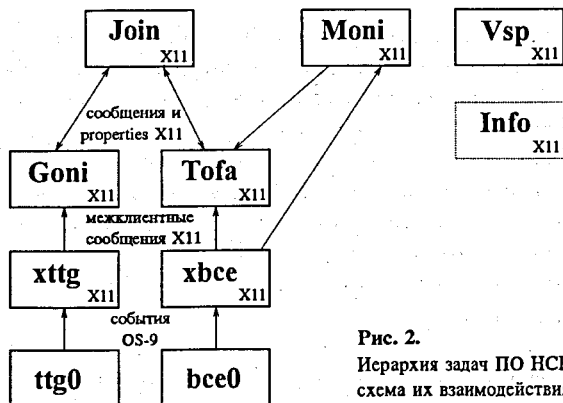 Join
X11
Moni
X11
Vsp
X11
сообщения и
properties X11
Info
X11
Goni
X11
Tofa
X11
межклиентные
сообщения X11
xttg
X11
xbce
X11
события
OS-9
ttg0
bce0
Рис. 2.
Иерархия задач ПО
схема их взаимодействия